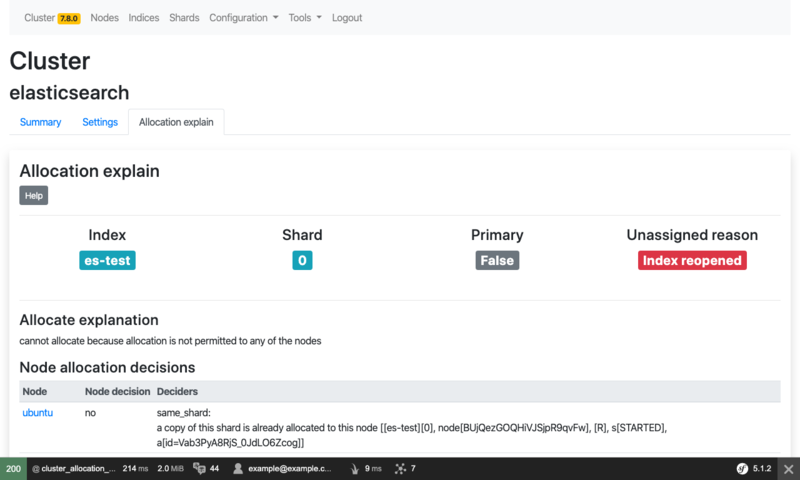 Cluster 7.8.0 Nodes Indices Shards Configuration Tools Logout
Cluster
elasticsearch
Summary Settings Allocation explain
Allocation explain
Help
Index Shard Primary Unassigned reason
es-test 0 False Index reopened
Allocate explanation
cannot allocate because allocation is not permitted to any of the nodes
Node allocation decisions
Node Node decision Deciders
ubuntu no same_shard:
a copy of this shard is already allocated to this node [[es-test][0], node[BUjQezGOQHiVJSjpR9qvFw], [R], s[STARTED],
a[id=Vab3PyA8RjS_0JdLO6Zcog]]
200 @ cluster_allocation_... 214 ms 2.0 MiB 44 example@example.c... 9 ms 7 sf 5.1.2